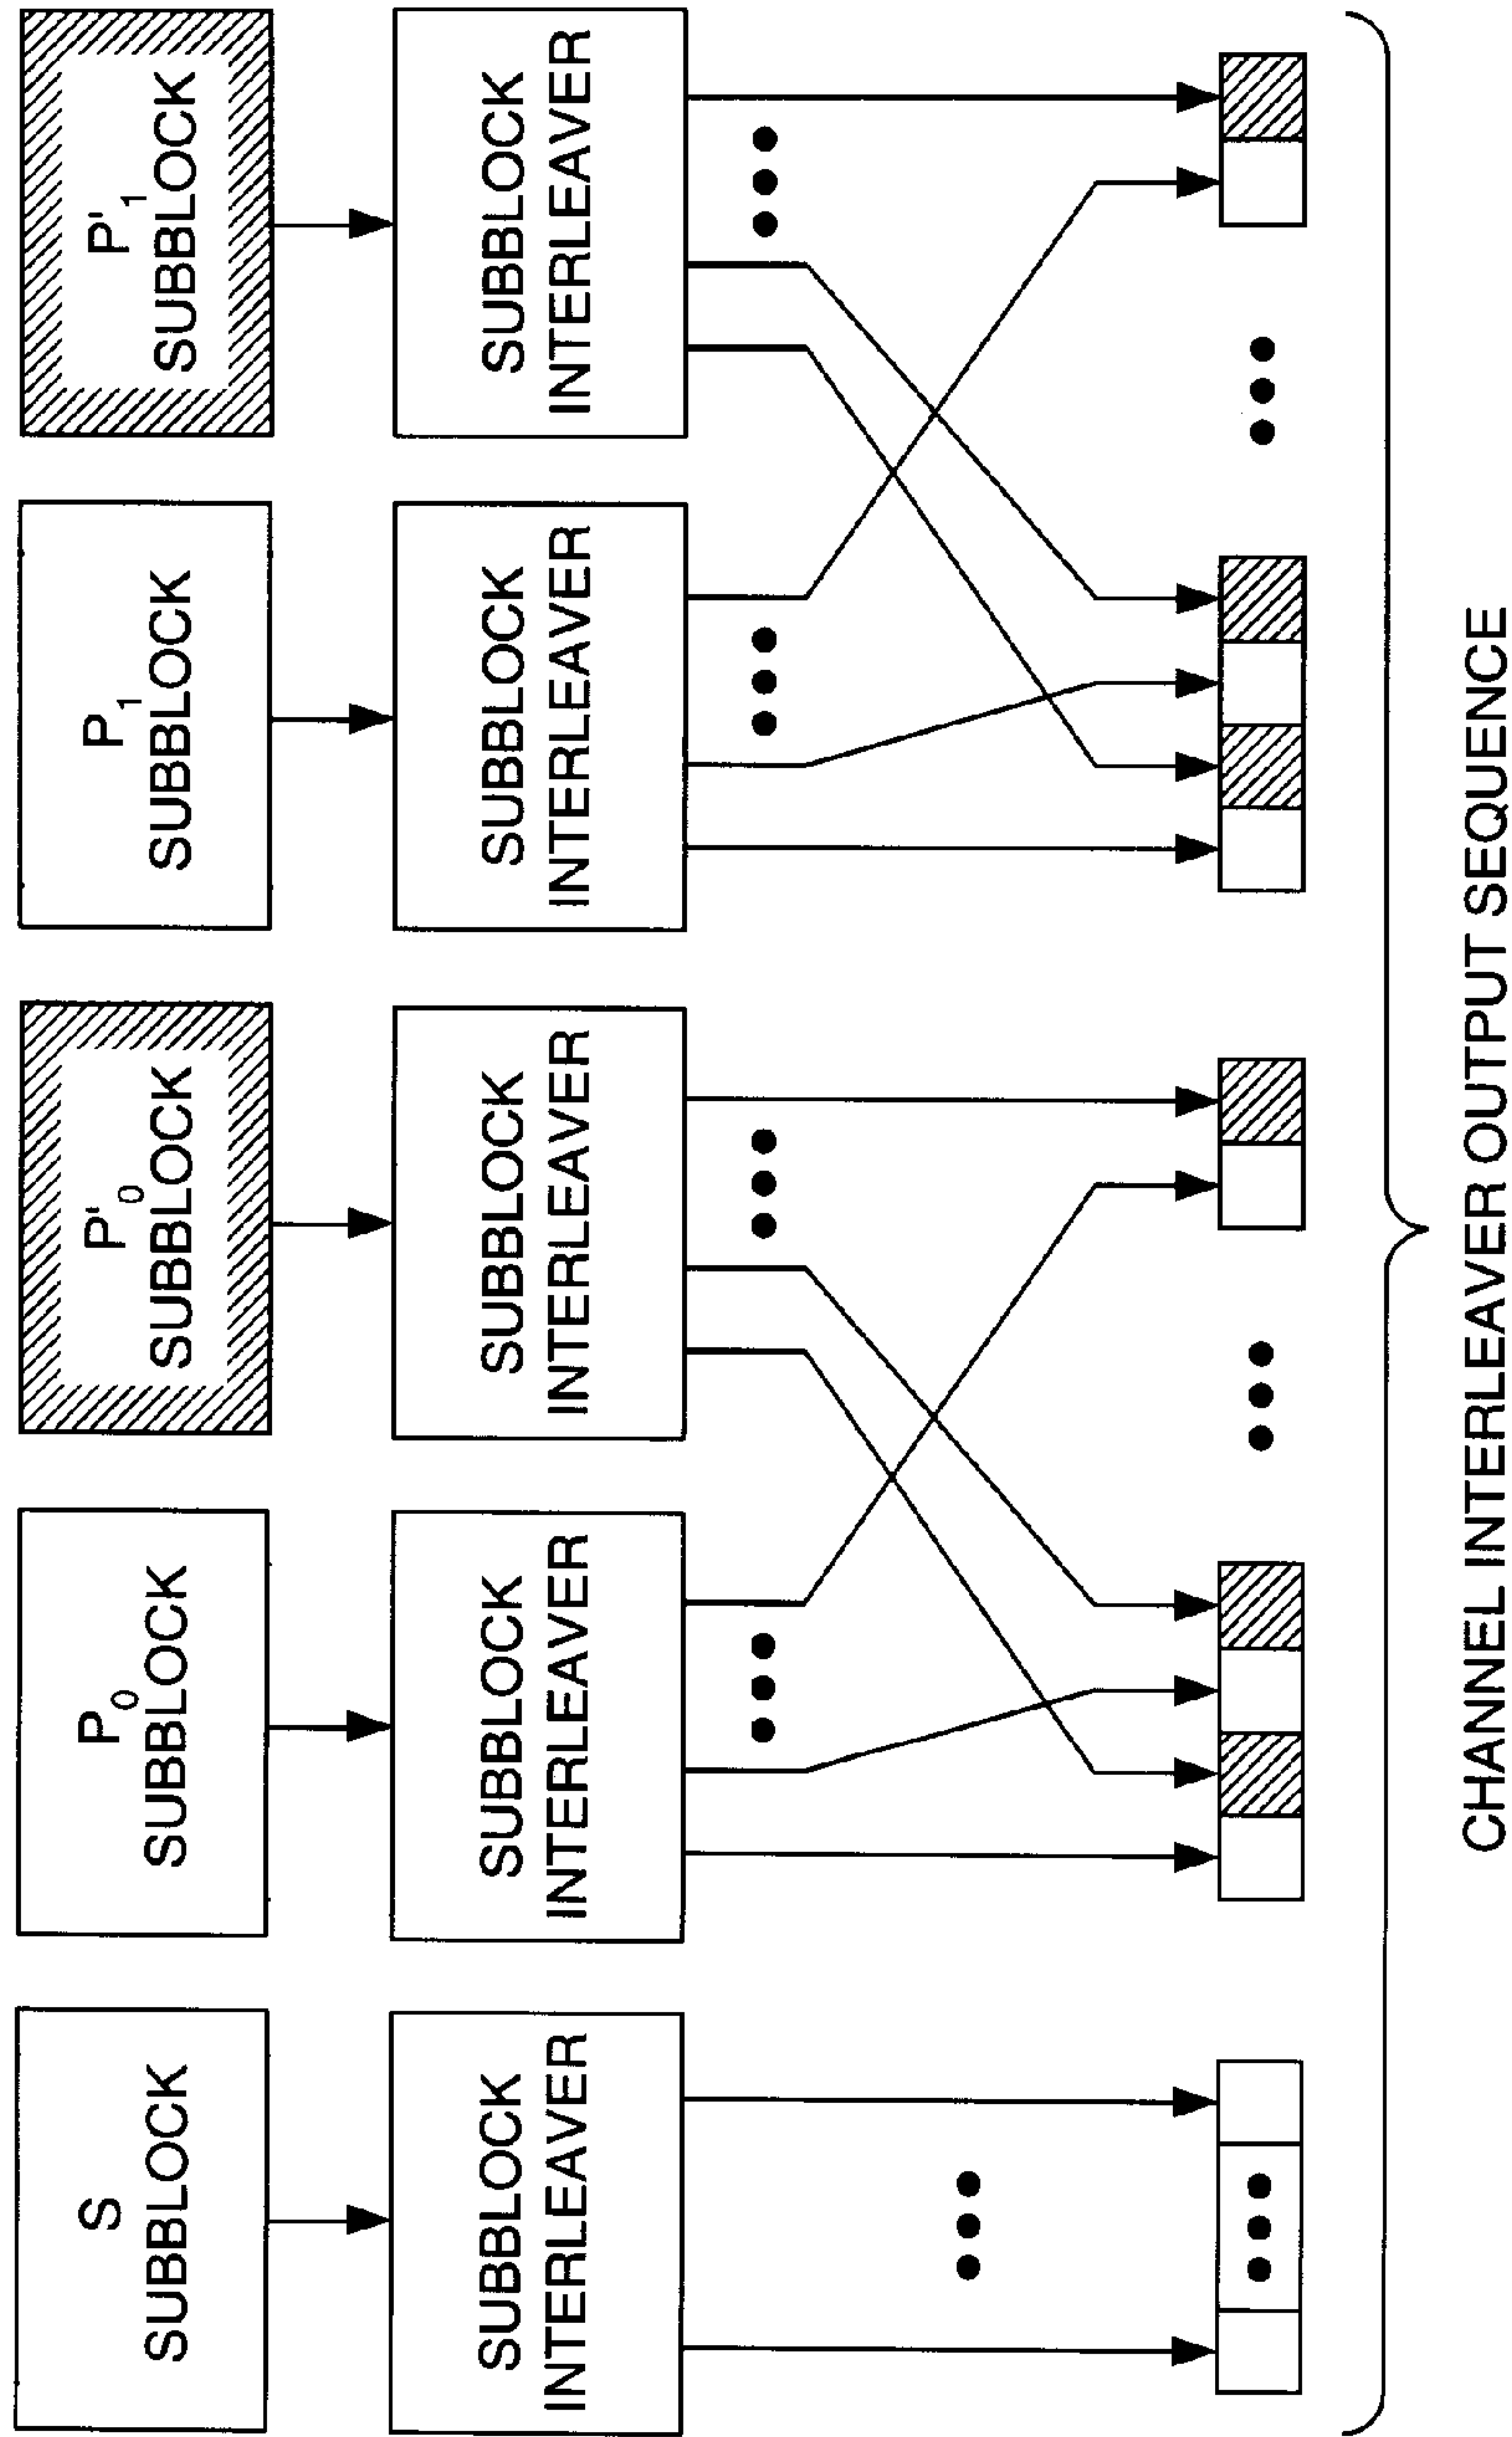 S
SUBBLOCK
P0
SUBBLOCK
P'0
SUBBLOCK
P1
SUBBLOCK
P'1
SUBBLOCK
SUBBLOCK
INTERLEAVER
SUBBLOCK
INTERLEAVER
SUBBLOCK
INTERLEAVER
SUBBLOCK
INTERLEAVER
SUBBLOCK
INTERLEAVER
CHANNEL INTERLEAVER OUTPUT SEQUENCE